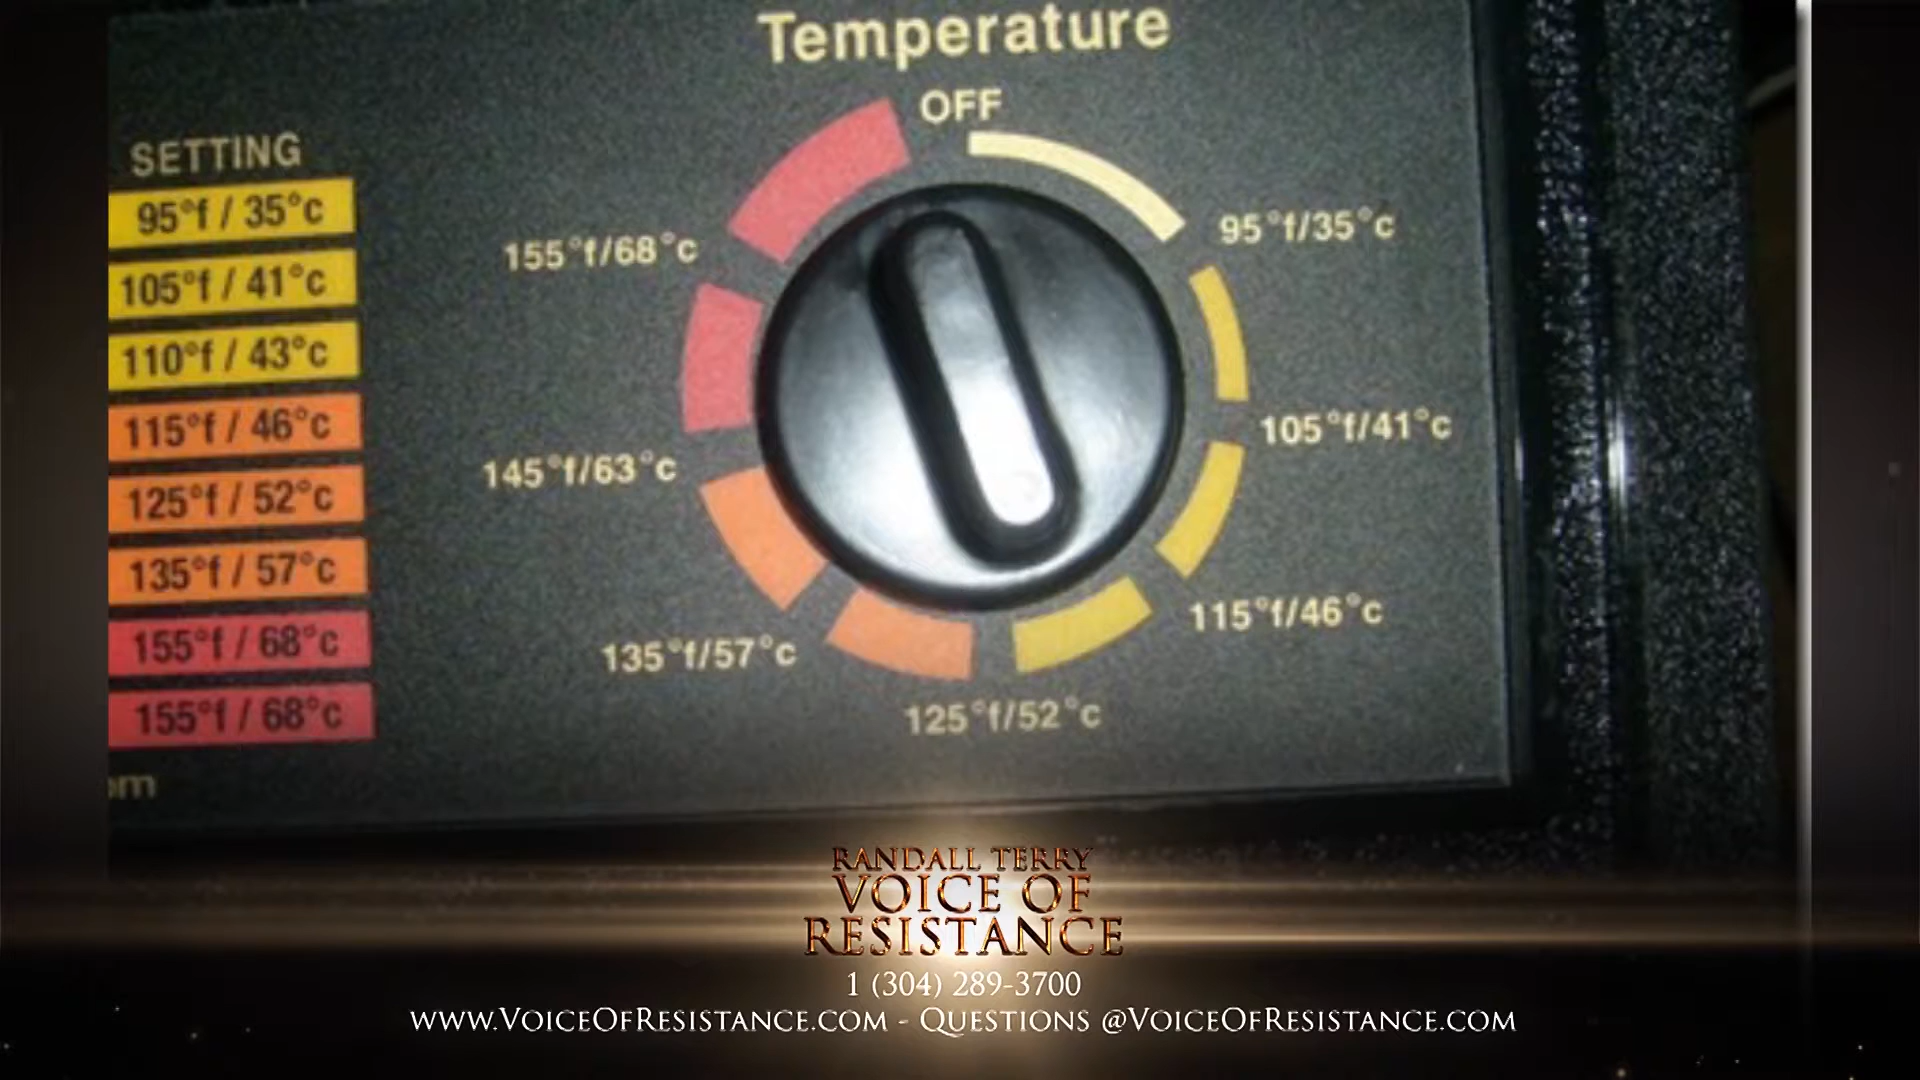 Temperature
OFF
SETTING
95°f / 35°c
105°f / 41°c
110°f / 43°c
115°f / 46°c
125°f / 52°c
135°f / 57°c
155°f / 68°c
155°f / 68°c
om
95°f/35°c
105°f/41°c
115°f/46°c
125°f/52°c
135°f/57°c
145°f/63°c
155°f/68°c
RANDALL TERRY
VOICE OF
RESISTANCE
1 (304) 289-3700
www.VoiceOfResistance.com - Questions @VoiceOfResistance.com